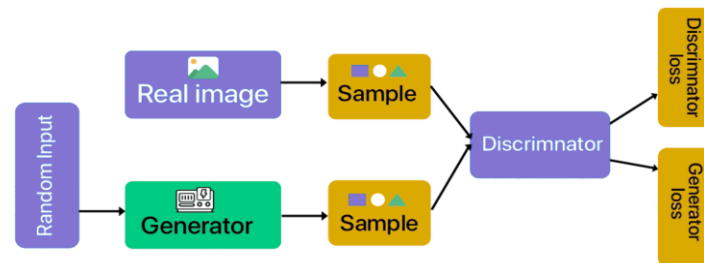 Random Input
Real image
Generator
Sample
Sample
Discrimnator
Discrimnator
loss
Generator
loss